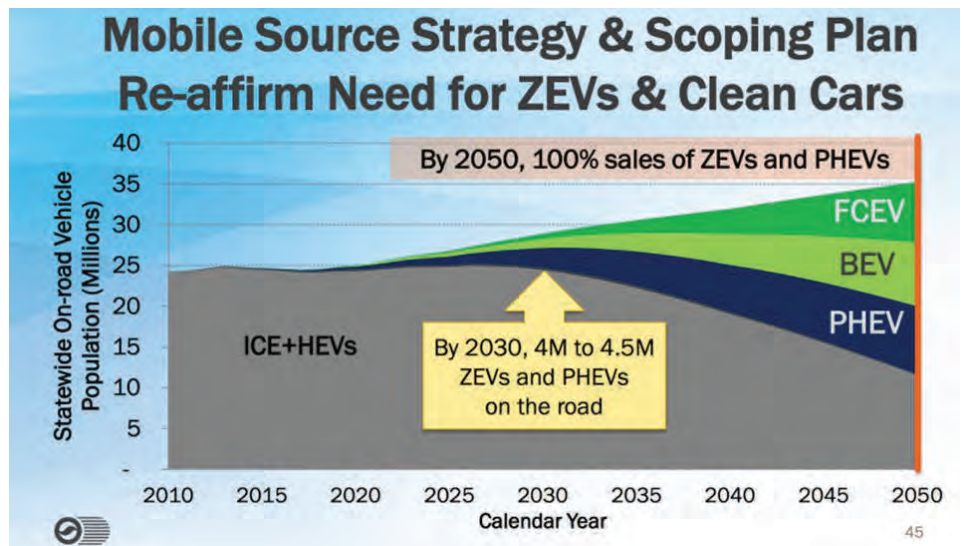 Mobile Source Strategy & Scoping Plan
Re-affirm Need for ZEVs & Clean Cars
Statewide On-road Vehicle
Population (Millions)
40
35
30
25
20
15
10
5
-
By 2050, 100% sales of ZEVs and PHEVs
FCEV
BEV
PHEV
ICE+HEVs
By 2030, 4M to 4.5M
ZEVs and PHEVs
on the road
2010 2015 2020 2025 2030 2035 2040 2045 2050
Calendar Year
45